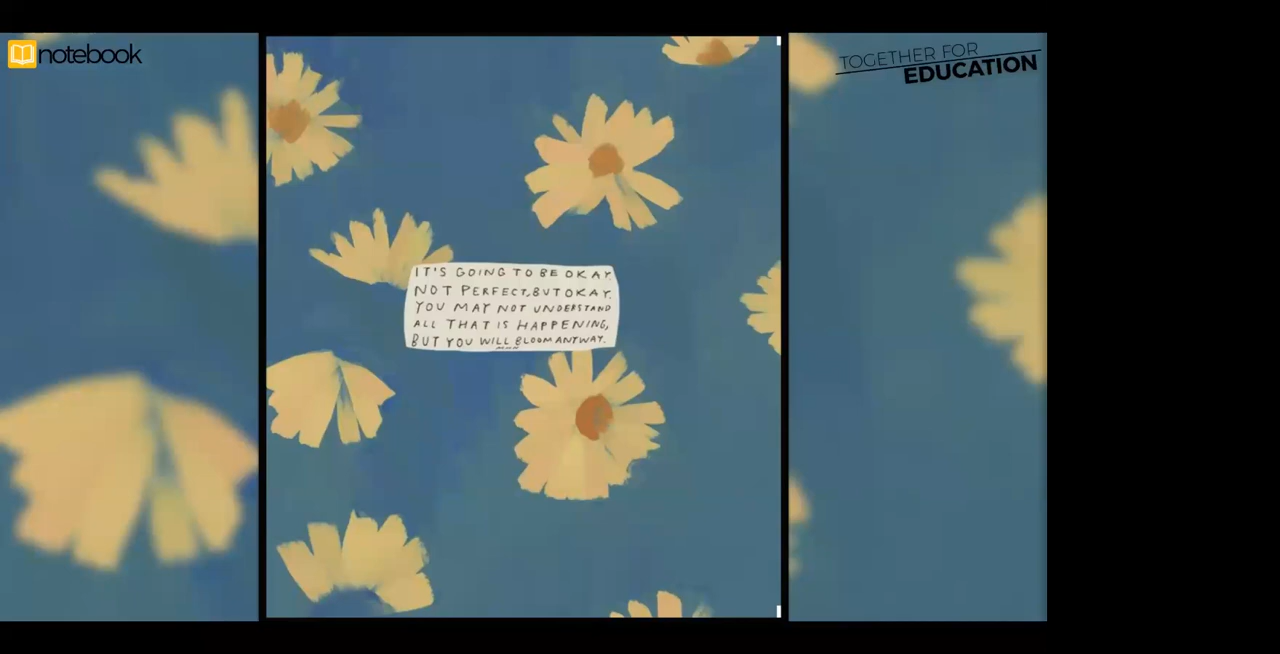 notebook
TOGETHER FOR
EDUCATION
IT'S GOING TO BE OKAY.
NOT PERFECT, BUT OKAY.
YOU MAY NOT UNDERSTAND
ALL THAT IS HAPPENING,
BUT YOU WILL BLOOM ANYWAY.